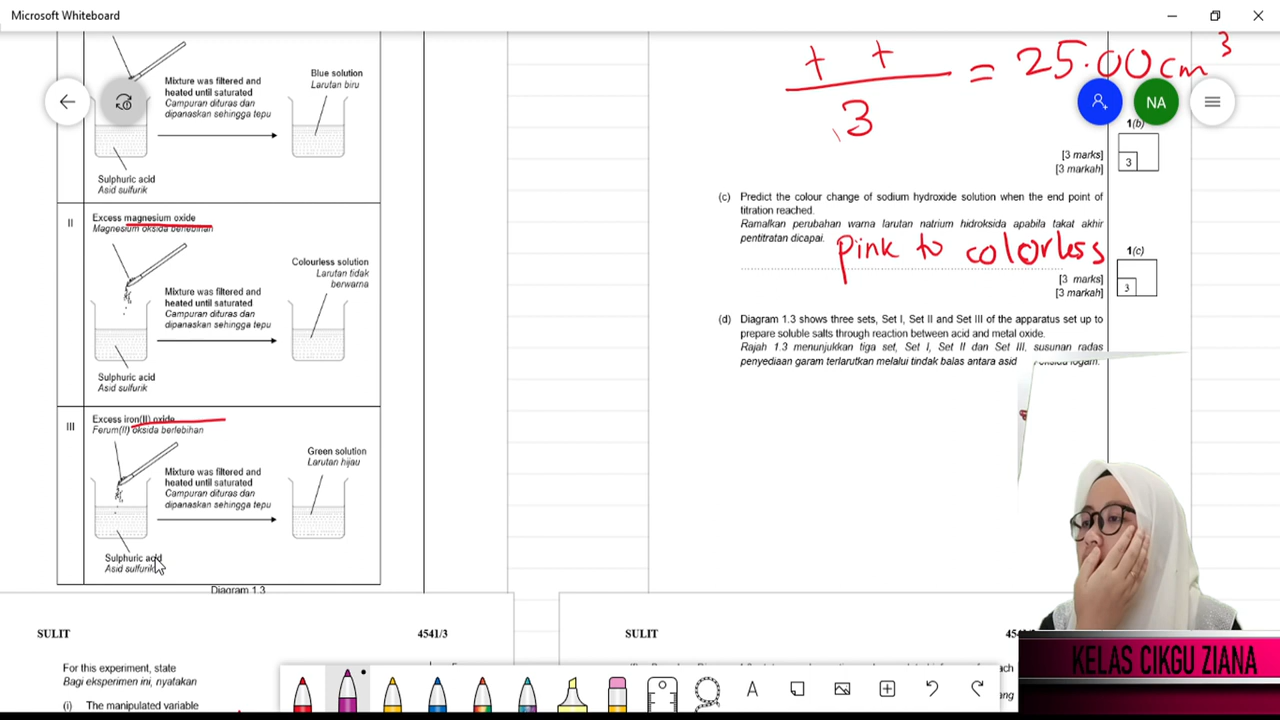 Microsoft Whiteboard
Mixture was filtered and
heated until saturated
Campuran dituras dan
dipanaskan sehingga tepu
Blue solution
Larutan biru
Sulphuric acid
Asid sulfurik
II
Excess magnesium oxide
Magnesium oksida berlebihan
Mixture was filtered and
heated until saturated
Campuran dituras dan
dipanaskan sehingga tepu
Colourless solution
Larutan tidak
berwarna
Sulphuric acid
Asid sulfurik
III
Excess iron(II) oxide
Ferum(II) oksida berlebihan
Mixture was filtered and
heated until saturated
Campuran dituras dan
dipanaskan sehingga tepu
Green solution
Larutan hijau
Sulphuric acid
Asid sulfurik
Diagram 1.3
+ +
3
= 25.00 cm³
NA
1(b)
3
[3 marks]
[3 markah]
(c) Predict the colour change of sodium hydroxide solution when the end point of
titration reached.
Ramalkan perubahan warna larutan natrium hidroksida apabila takat akhir
pentitratan dicapai.
pink to colorless
1(c)
3
[3 marks]
[3 markah]
(d) Diagram 1.3 shows three sets, Set I, Set II and Set III of the apparatus set up to
prepare soluble salts through reaction between acid and metal oxide.
Rajah 1.3 menunjukkan tiga set, Set I, Set II dan Set III, susunan radas
penyediaan garam terlarutkan melalui tindak balas antara asid
logam.
SULIT
4541/3
For this experiment, state
Bagi eksperimen ini, nyatakan
(i) The manipulated variable
SULIT
KELAS CIKGU ZIANA